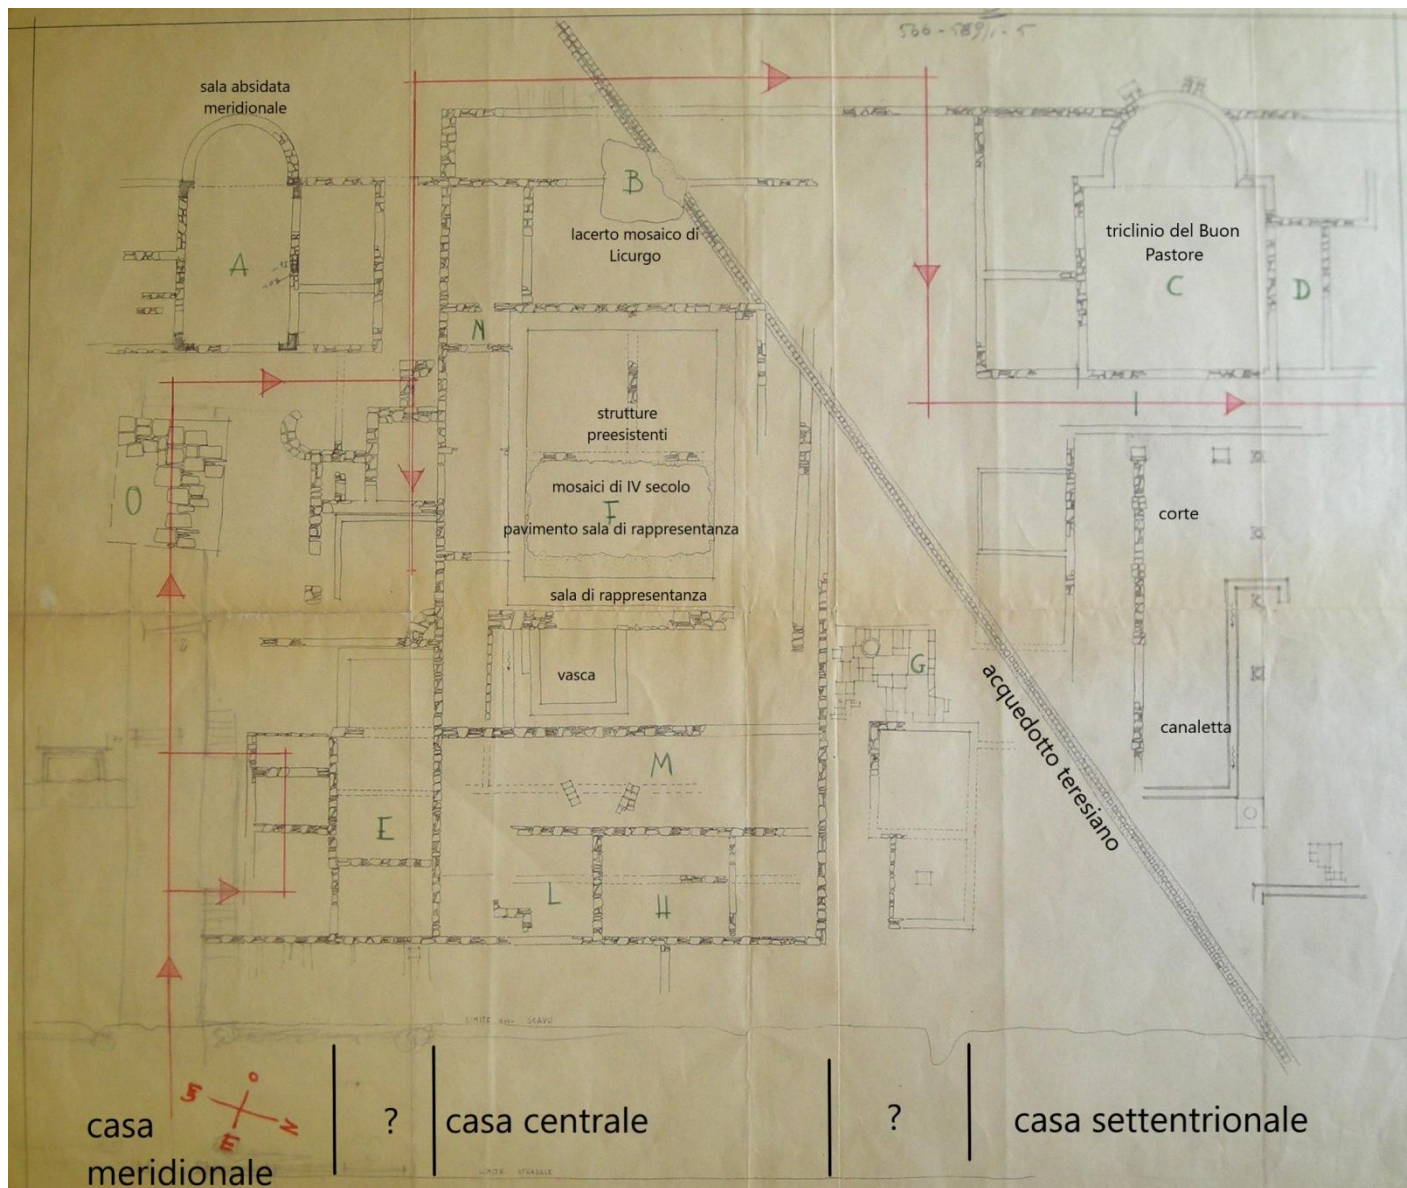 500-589/1-5
sala absidata
meridionale
B
lacerto mosaico di
Licurgo
triclinio del Buon
Pastore
A
C
D
N
strutture
preesistenti
mosaici di IV secolo
O
F
pavimento sala di rappresentanza
corte
sala di rappresentanza
vasca
G
acquedotto teresiano
canaletta
M
E
L
H
LIMITE DELLO SCAVO
S
O
E
N
casa
meridionale
?
casa centrale
?
casa settentrionale
LIMITE STRADALE